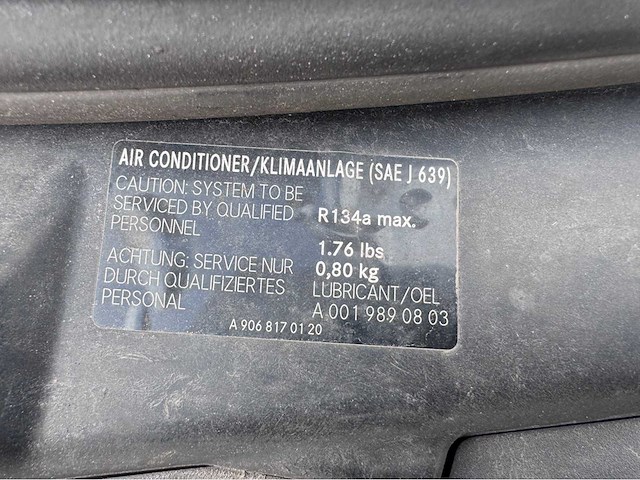 AIR CONDITIONER/KLIMAANLAGE (SAE J 639)
CAUTION: SYSTEM TO BE
SERVICED BY QUALIFIED
PERSONNEL
ACHTUNG: SERVICE NUR
DURCH QUALIFIZIERTES
PERSONAL
R134a max.
1.76 lbs
0,80 kg
LUBRICANT/OEL
A 001 989 08 03
A 906 817 01 20